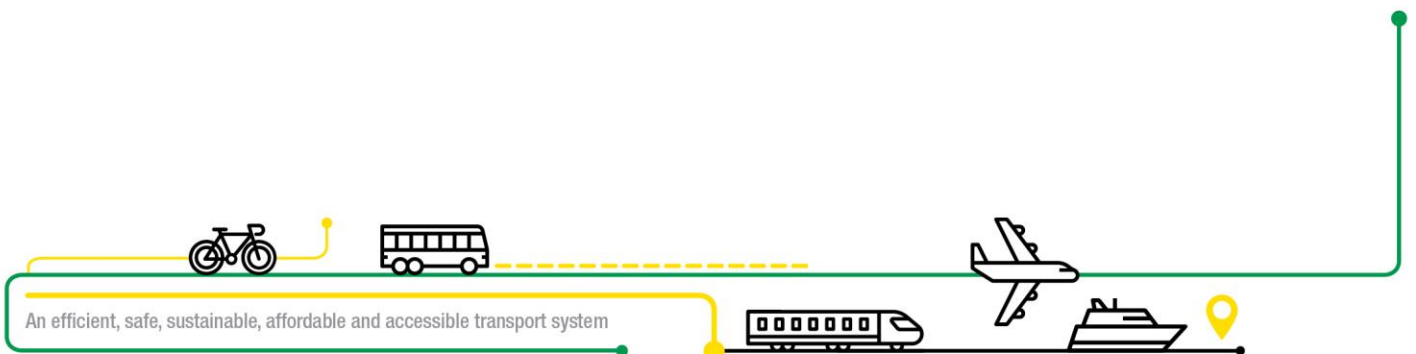 An efficient, safe, sustainable, affordable and accessible transport system